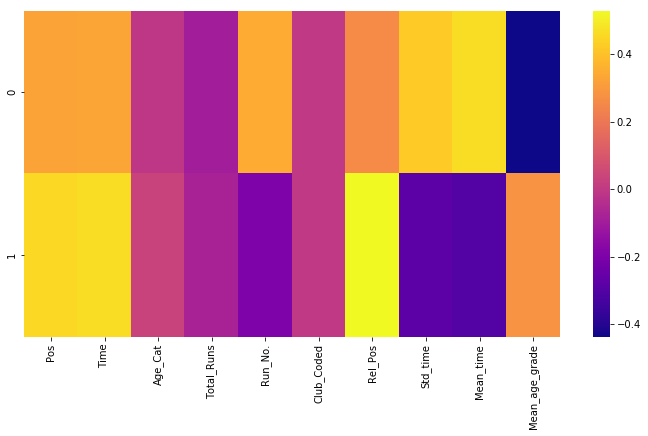 0
1
Pos
Time
Age_Cat
Total_Runs
Run_No.
Club_Coded
Rel_Pos
Std_time
Mean_time
Mean_age_grade
0.4
0.2
0.0
−0.2
−0.4